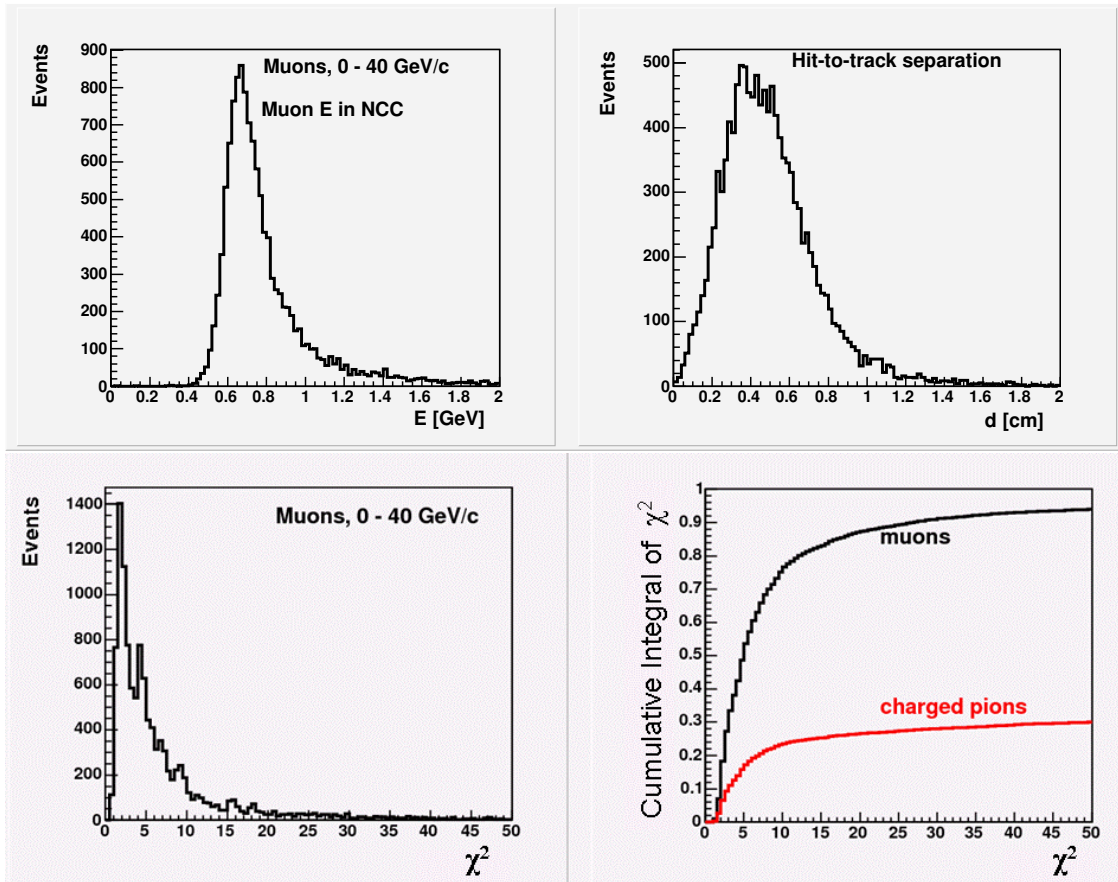 Events
900
800
700
600
500
400
300
200
100
0
Muons, 0 - 40 GeV/c
Muon E in NCC
0 0.2 0.4 0.6 0.8 1 1.2 1.4 1.6 1.8 2
E [GeV]
Events
500
400
300
200
100
0
Hit-to-track separation
0 0.2 0.4 0.6 0.8 1 1.2 1.4 1.6 1.8 2
d [cm]
Events
1400
1200
1000
800
600
400
200
0
Muons, 0 - 40 GeV/c
0 5 10 15 20 25 30 35 40 45 50
χ²
Cumulative Integral of χ²
1
0.9
0.8
0.7
0.6
0.5
0.4
0.3
0.2
0.1
0
muons
charged pions
0 5 10 15 20 25 30 35 40 45 50
χ²